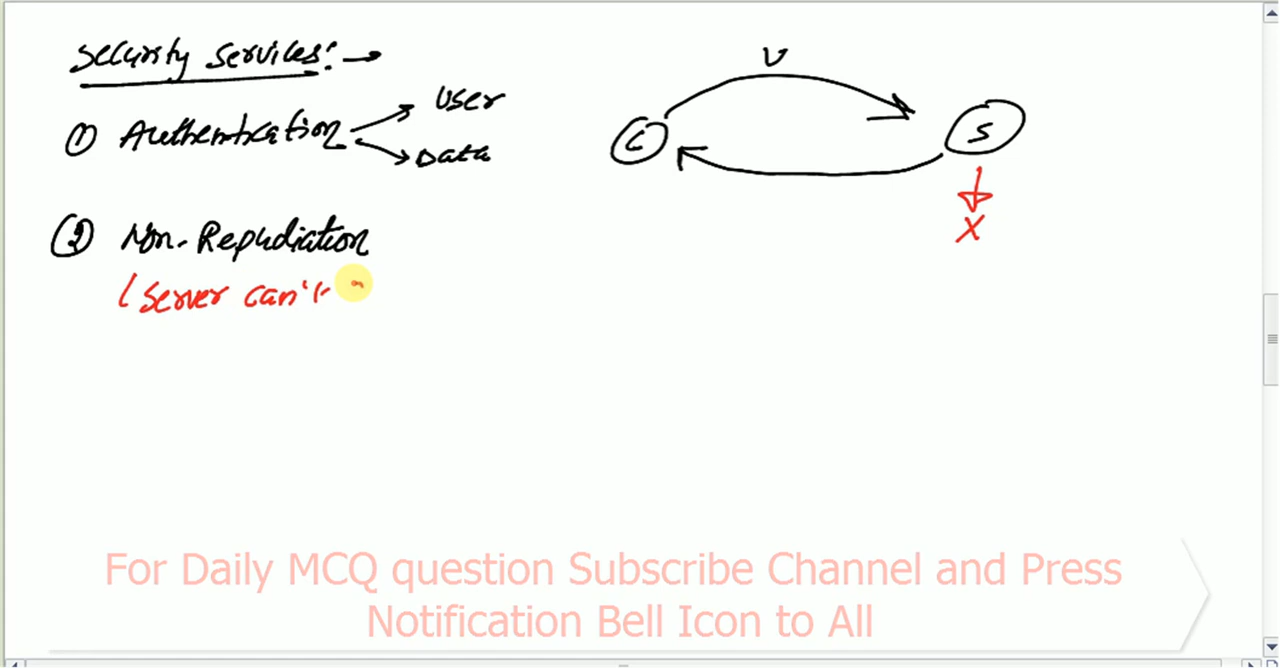 Security Services:→
① Authentication
User
Data
② Non-Repudiation
(Server can't
C
U
S
X
For Daily MCQ question Subscribe Channel and Press
Notification Bell Icon to All